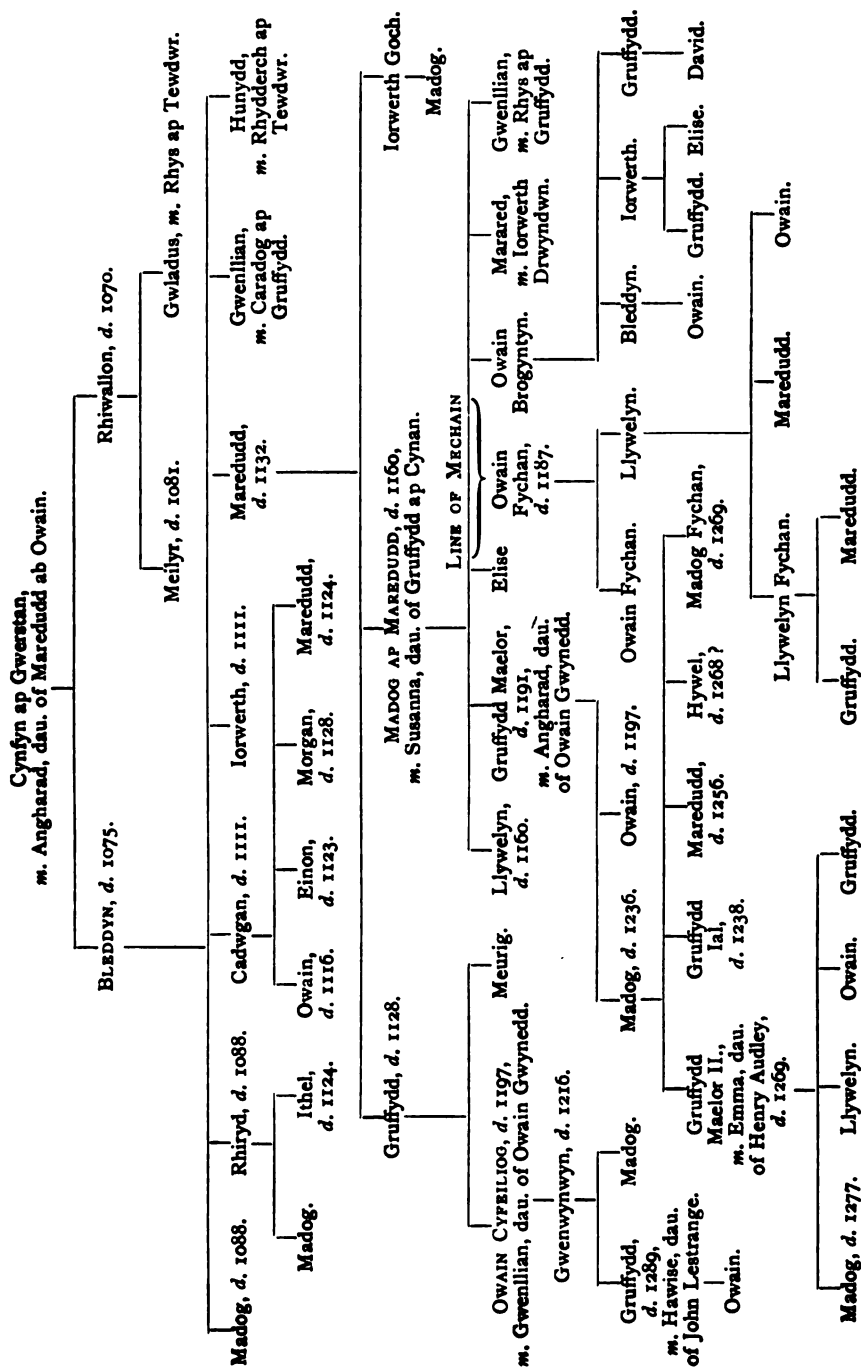 Cynfyn ap Gwerstan,
m. Angharad, dau. of Maredudd ab Owain.
BLEDDYN, d. 1075.
Rhiwallon, d. 1070.
Meilyr, d. 1081.
Gwladus, m. Rhys ap Tewdwr.
Madog, d. 1088.
Rhiryd, d. 1088.
Cadwgan, d. 1111.
Iorwerth, d. 1111.
Maredudd,
d. 1132.
Gwenllian,
m. Caradog ap
Gruffydd.
Hunydd,
m. Rhydderch ap
Tewdwr.
Madog.
Ithel,
d. 1124.
Owain,
d. 1116.
Einon,
d. 1123.
Morgan,
d. 1128.
Maredudd,
d. 1124.
Gruffydd, d. 1128.
MADOG AP MAREDUDD, d. 1160,
m. Susanna, dau. of Gruffydd ap Cynan.
Iorwerth Goch.
Madog.
LINE OF MECHAIN
OWAIN CYFEILIOG, d. 1197,
m. Gwenllian, dau. of Owain Gwynedd.
Meurig.
Llywelyn,
d. 1160.
Gruffydd Maelor,
d. 1191,
m. Angharad, dau.
of Owain Gwynedd.
Elise
Owain
Fychan,
d. 1187.
Owain
Brogyntyn.
Marared,
m. Iorwerth
Drwyndwn.
Gwenllian,
m. Rhys ap
Gruffydd.
Gwenwynwyn, d. 1216.
Madog, d. 1236.
Owain, d. 1197.
Owain Fychan.
Llywelyn.
Bleddyn.
Iorwerth.
Gruffydd.
Owain.
Gruffydd.
Elise.
David.
Gruffydd,
d. 1289,
m. Hawise, dau.
of John Lestrange.
Madog.
Owain.
Gruffydd
Maelor II.,
m. Emma, dau.
of Henry Audley,
d. 1269.
Gruffydd
Ial,
d. 1238.
Maredudd,
d. 1256.
Hywel,
d. 1268?
Madog Fychan,
d. 1269.
Llywelyn Fychan.
Maredudd.
Owain.
Madog, d. 1277.
Llywelyn.
Owain.
Gruffydd.
Gruffydd.
Maredudd.